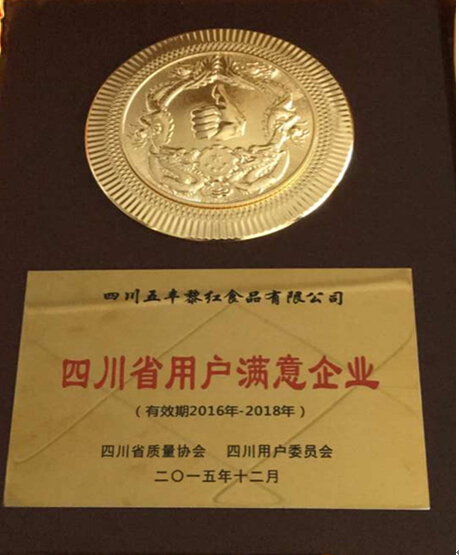 四川五丰黎红食品有限公司
四川省用户满意企业
（有效期2016年-2018年）
四川省质量协会 四川用户委员会
二〇一五年十二月